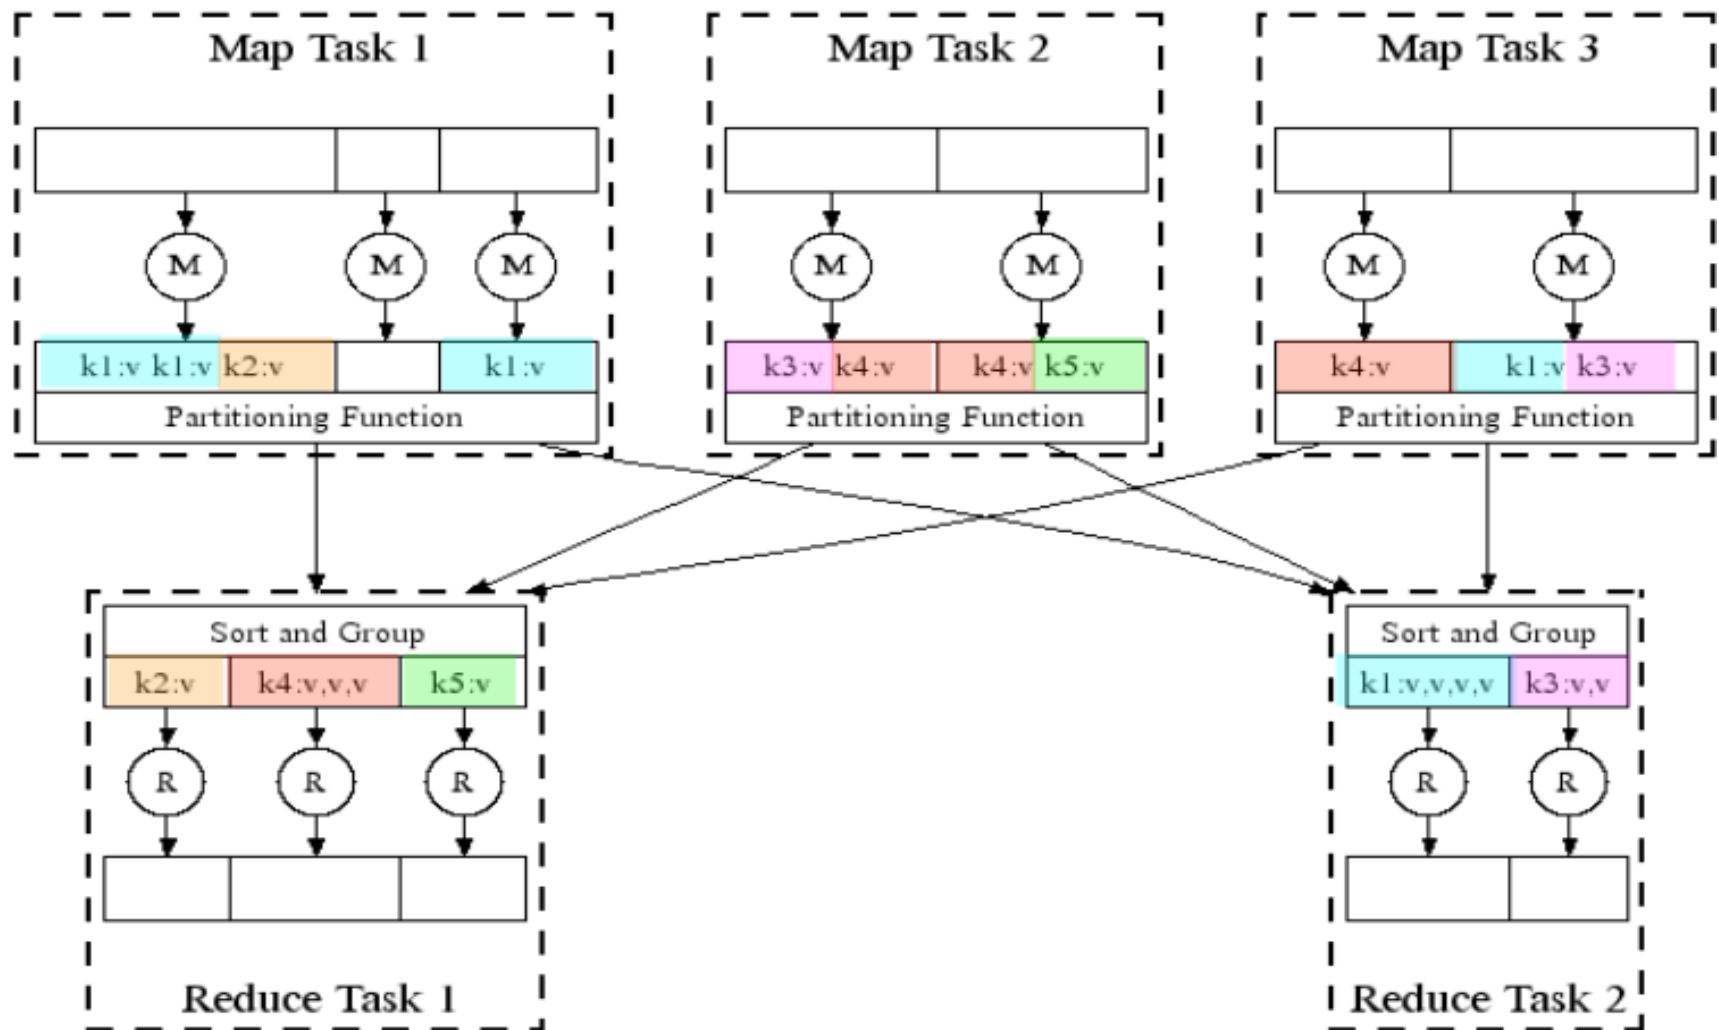 Map Task 1
Map Task 2
Map Task 3
M
M
M
M
M
M
M
k1:v k1:v k2:v
k1:v
k3:v k4:v
k4:v k5:v
k4:v
k1:v k3:v
Partitioning Function
Partitioning Function
Partitioning Function
Sort and Group
Sort and Group
k2:v
k4:v,v,v
k5:v
k1:v,v,v,v
k3:v,v
R
R
R
R
R
Reduce Task 1
Reduce Task 2